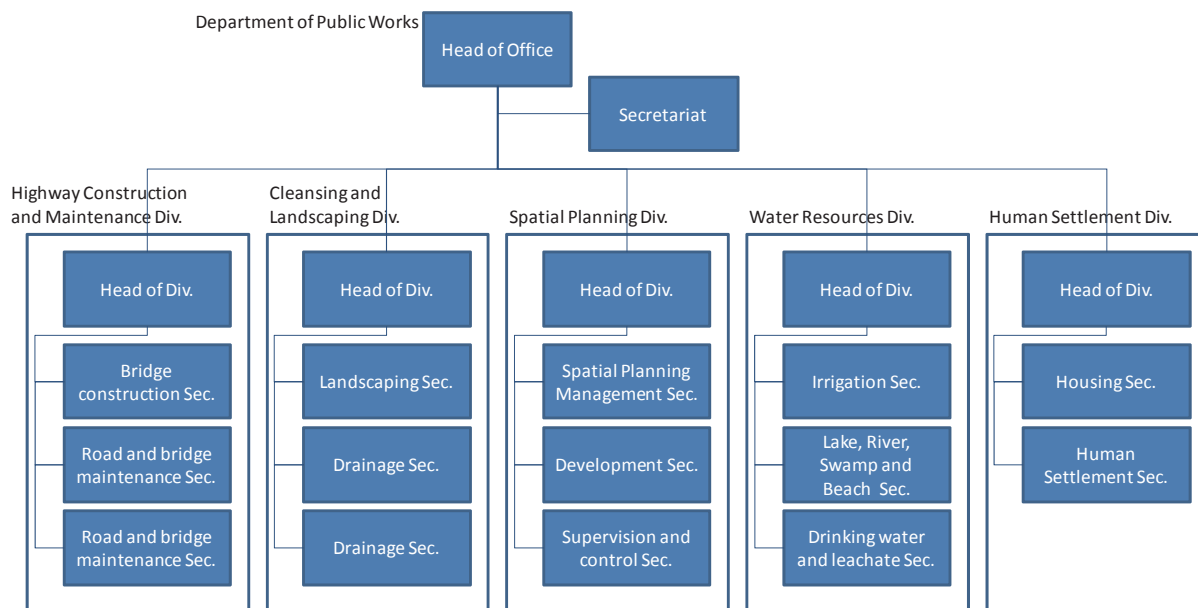 Department of Public Works
Head of Office
Secretariat
Highway Construction
and Maintenance Div.
Head of Div.
Bridge
construction Sec.
Road and bridge
maintenance Sec.
Road and bridge
maintenance Sec.
Cleansing and
Landscaping Div.
Head of Div.
Landscaping Sec.
Drainage Sec.
Drainage Sec.
Spatial Planning Div.
Head of Div.
Spatial Planning
Management Sec.
Development Sec.
Supervision and
control Sec.
Water Resources Div.
Head of Div.
Irrigation Sec.
Lake, River,
Swamp and
Beach Sec.
Drinking water
and leachate Sec.
Human Settlement Div.
Head of Div.
Housing Sec.
Human
Settlement Sec.